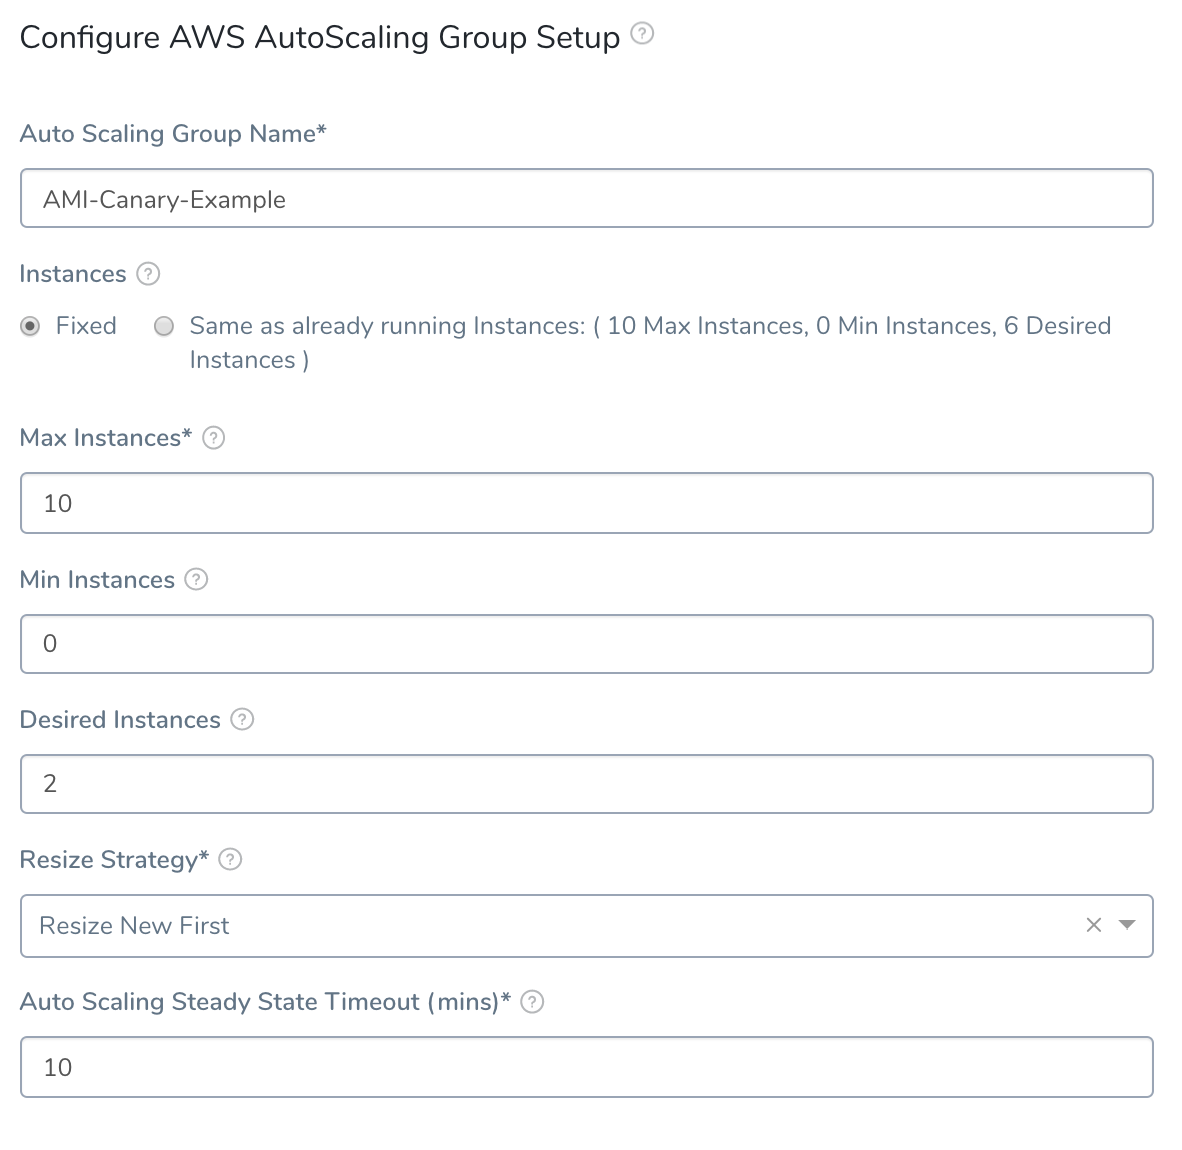 Configure AWS AutoScaling Group Setup ?
Auto Scaling Group Name*
AMI-Canary-Example
Instances ?
Fixed Same as already running Instances: ( 10 Max Instances, 0 Min Instances, 6 Desired
Instances )
Max Instances* ?
10
Min Instances ?
0
Desired Instances ?
2
Resize Strategy* ?
Resize New First
Auto Scaling Steady State Timeout (mins)* ?
10